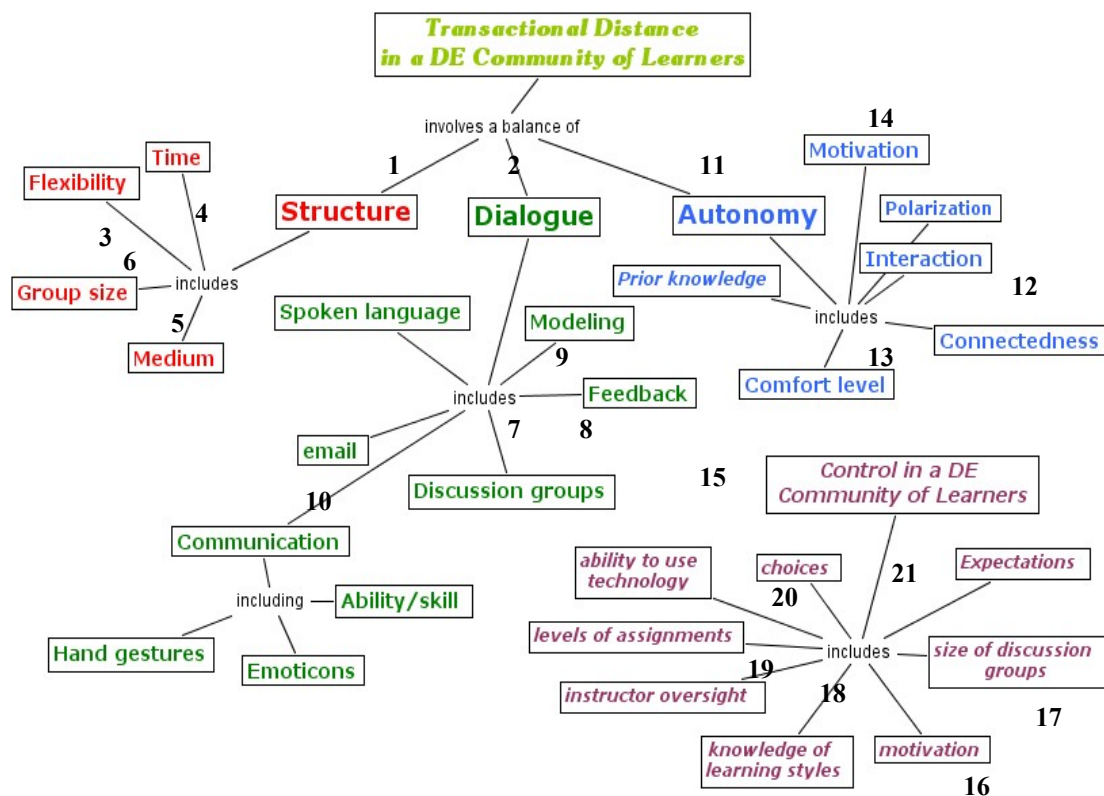 Transactional Distance
in a DE Community of Learners
involves a balance of
1
2
11
14
Motivation
Time
Flexibility
4
3
Structure
Dialogue
Autonomy
Polarization
6
includes
Group size
5
Medium
Prior knowledge
Interaction
12
includes
Connectedness
13
Comfort level
Spoken language
Modeling
9
includes
Feedback
7
8
email
Discussion groups
10
Communication
including
Ability/skill
Hand gestures
Emoticons
15
Control in a DE
Community of Learners
ability to use
technology
choices
20
21
Expectations
levels of assignments
includes
size of discussion
groups
19
instructor oversight
18
17
knowledge of
learning styles
motivation
16